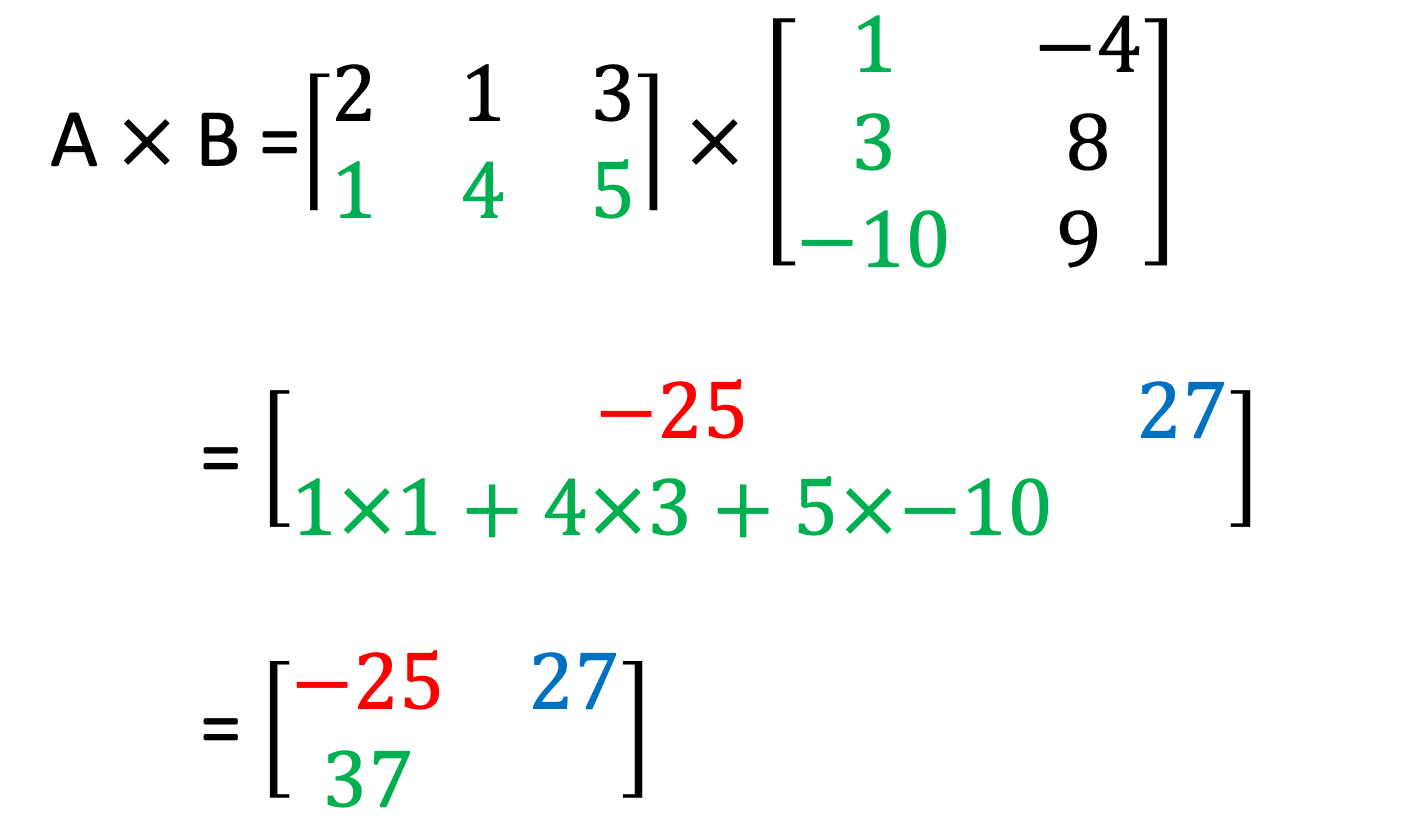 A × B = [2 1 3
1 4 5] × [1 −4
3 8
−10 9]
= [−25 27
1×1 + 4×3 + 5×−10]
= [−25 27
37]